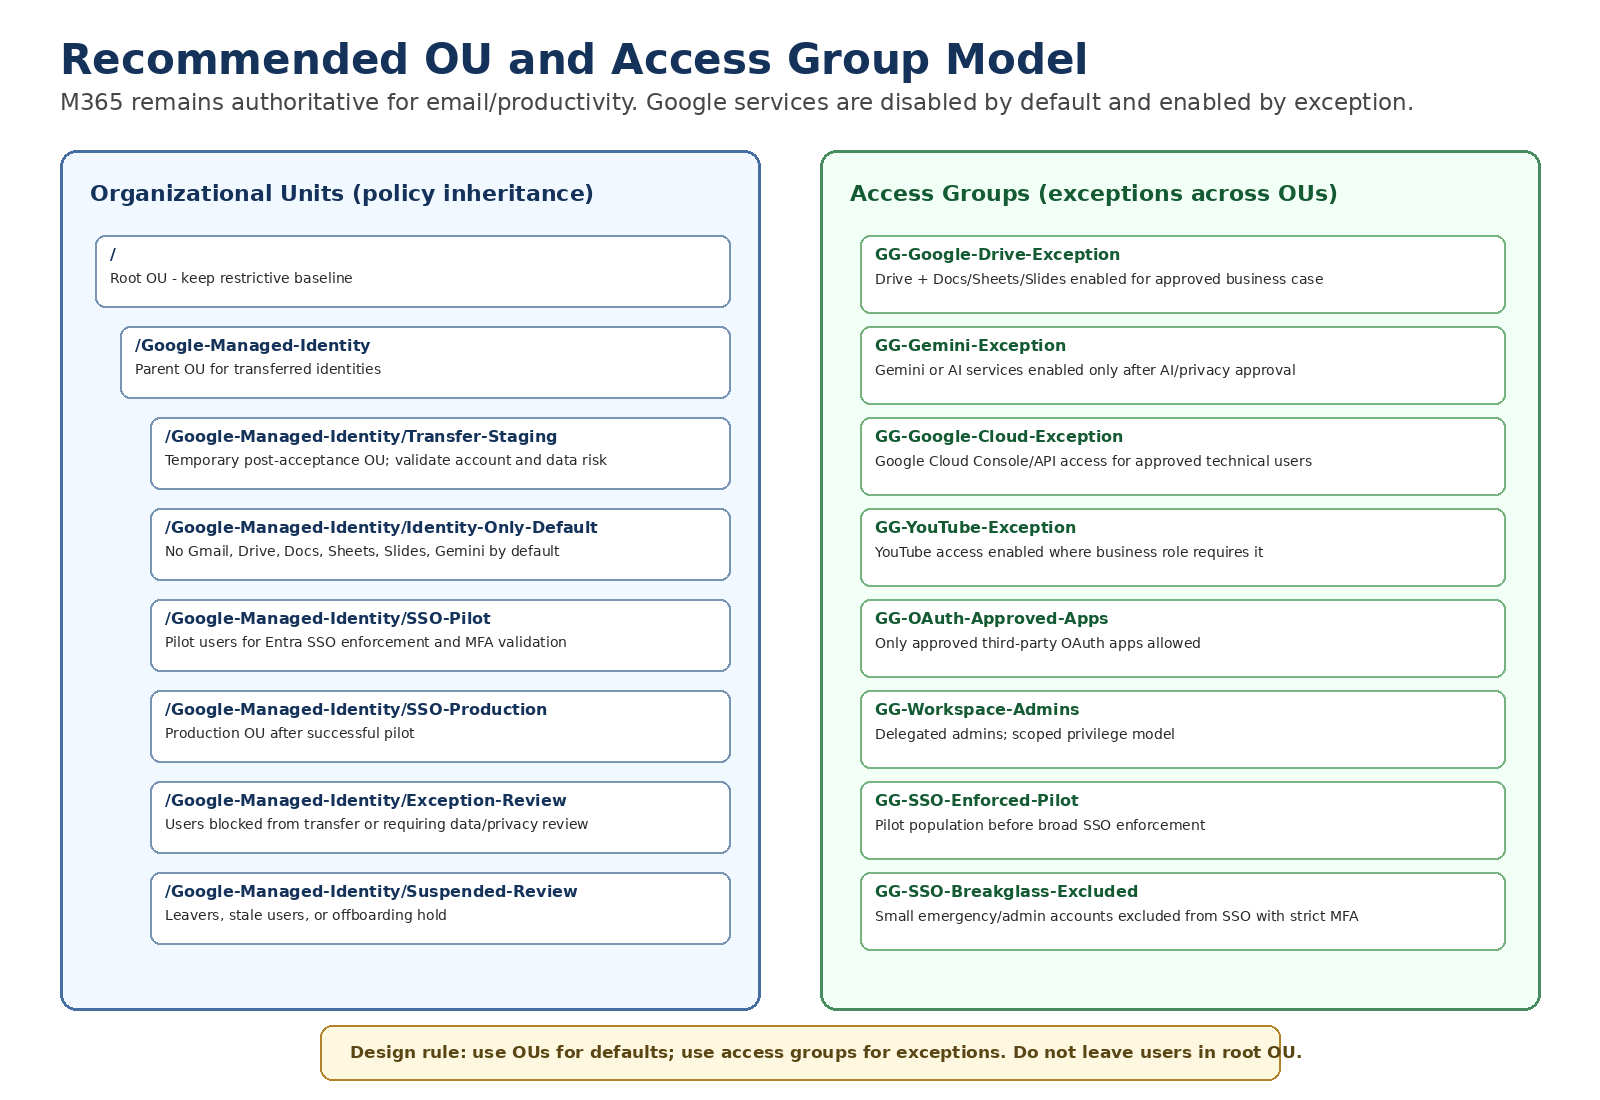 Recommended OU and Access Group Model
M365 remains authoritative for email/productivity. Google services are disabled by default and enabled by exception.
Organizational Units (policy inheritance)
/
Root OU - keep restrictive baseline
/Google-Managed-Identity
Parent OU for transferred identities
/Google-Managed-Identity/Transfer-Staging
Temporary post-acceptance OU; validate account and data risk
/Google-Managed-Identity/Identity-Only-Default
No Gmail, Drive, Docs, Sheets, Slides, Gemini by default
/Google-Managed-Identity/SSO-Pilot
Pilot users for Entra SSO enforcement and MFA validation
/Google-Managed-Identity/SSO-Production
Production OU after successful pilot
/Google-Managed-Identity/Exception-Review
Users blocked from transfer or requiring data/privacy review
/Google-Managed-Identity/Suspended-Review
Leavers, stale users, or offboarding hold
Access Groups (exceptions across OUs)
GG-Google-Drive-Exception
Drive + Docs/Sheets/Slides enabled for approved business case
GG-Gemini-Exception
Gemini or AI services enabled only after AI/privacy approval
GG-Google-Cloud-Exception
Google Cloud Console/API access for approved technical users
GG-YouTube-Exception
YouTube access enabled where business role requires it
GG-OAuth-Approved-Apps
Only approved third-party OAuth apps allowed
GG-Workspace-Admins
Delegated admins; scoped privilege model
GG-SSO-Enforced-Pilot
Pilot population before broad SSO enforcement
GG-SSO-Breakglass-Excluded
Small emergency/admin accounts excluded from SSO with strict MFA
Design rule: use OUs for defaults; use access groups for exceptions. Do not leave users in root OU.